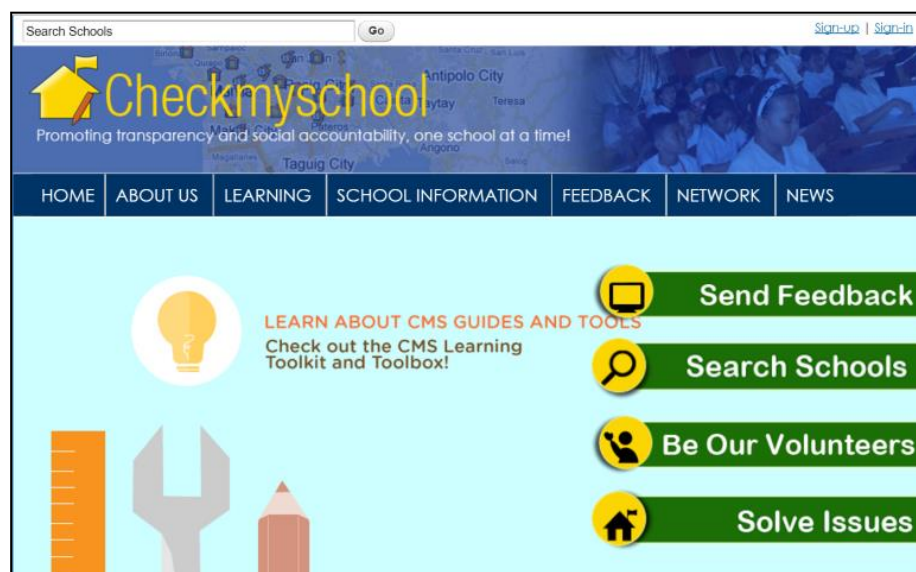 Search Schools
Go
Sign-up | Sign-in
Antipolo City
Checkmyschool
Taytay
Teresa
Promoting transparency and social accountability, one school at a time!
Angono
Taguig City
HOME
ABOUT US
LEARNING
SCHOOL INFORMATION
FEEDBACK
NETWORK
NEWS
LEARN ABOUT CMS GUIDES AND TOOLS
Check out the CMS Learning
Toolkit and Toolbox!
Send Feedback
Search Schools
Be Our Volunteers
Solve Issues